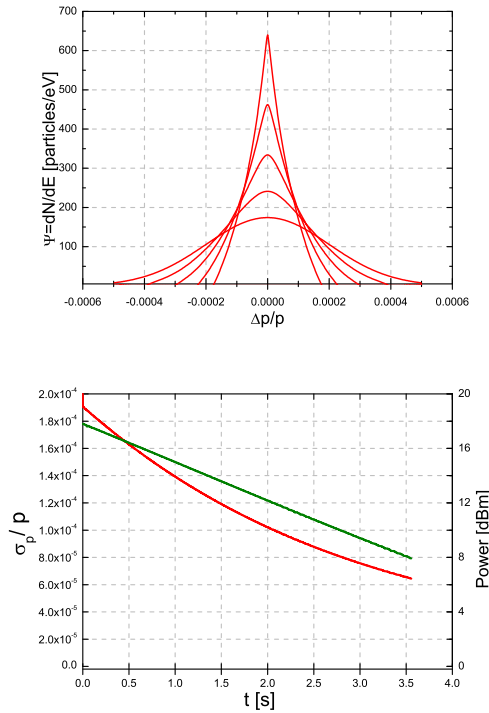 700
600
500
400
300
200
100
Ψ=dN/dE [particles/eV]
-0.0006 -0.0004 -0.0002 0.0000 0.0002 0.0004 0.0006
Δp/p
2.0x10⁻⁴
1.8x10⁻⁴
1.6x10⁻⁴
1.4x10⁻⁴
1.2x10⁻⁴
1.0x10⁻⁴
8.0x10⁻⁵
6.0x10⁻⁵
4.0x10⁻⁵
2.0x10⁻⁵
0.0
σp/ p
20
16
12
8
4
0
Power [dBm]
0.0 0.5 1.0 1.5 2.0 2.5 3.0 3.5 4.0
t [s]